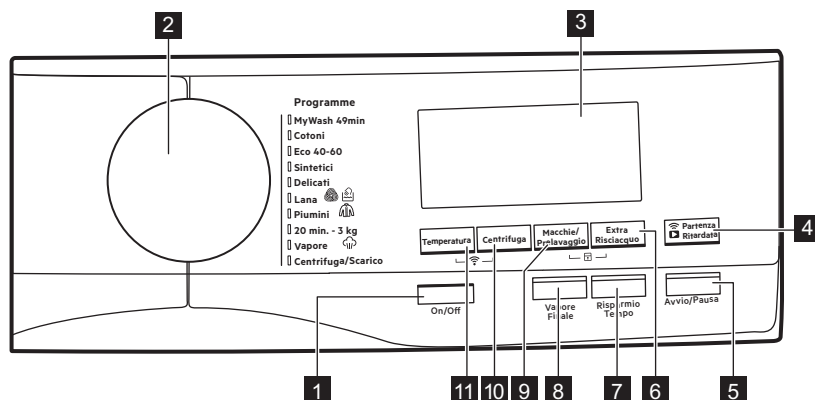 2
3
Programme
MyWash 49min
Cotoni
Eco 40-60
Sintetici
Delicati
Lana
Piumini
20 min. - 3 kg
Vapore
Centrifuga/Scarico
Temperatura
Centrifuga
Macchie/
Prelavaggio
Extra
Risciacquo
Partenza
Ritardata
4
On/Off
Vapore
Finale
Risparmio
Tempo
Avvio/Pausa
1
11
10
9
8
7
6
5